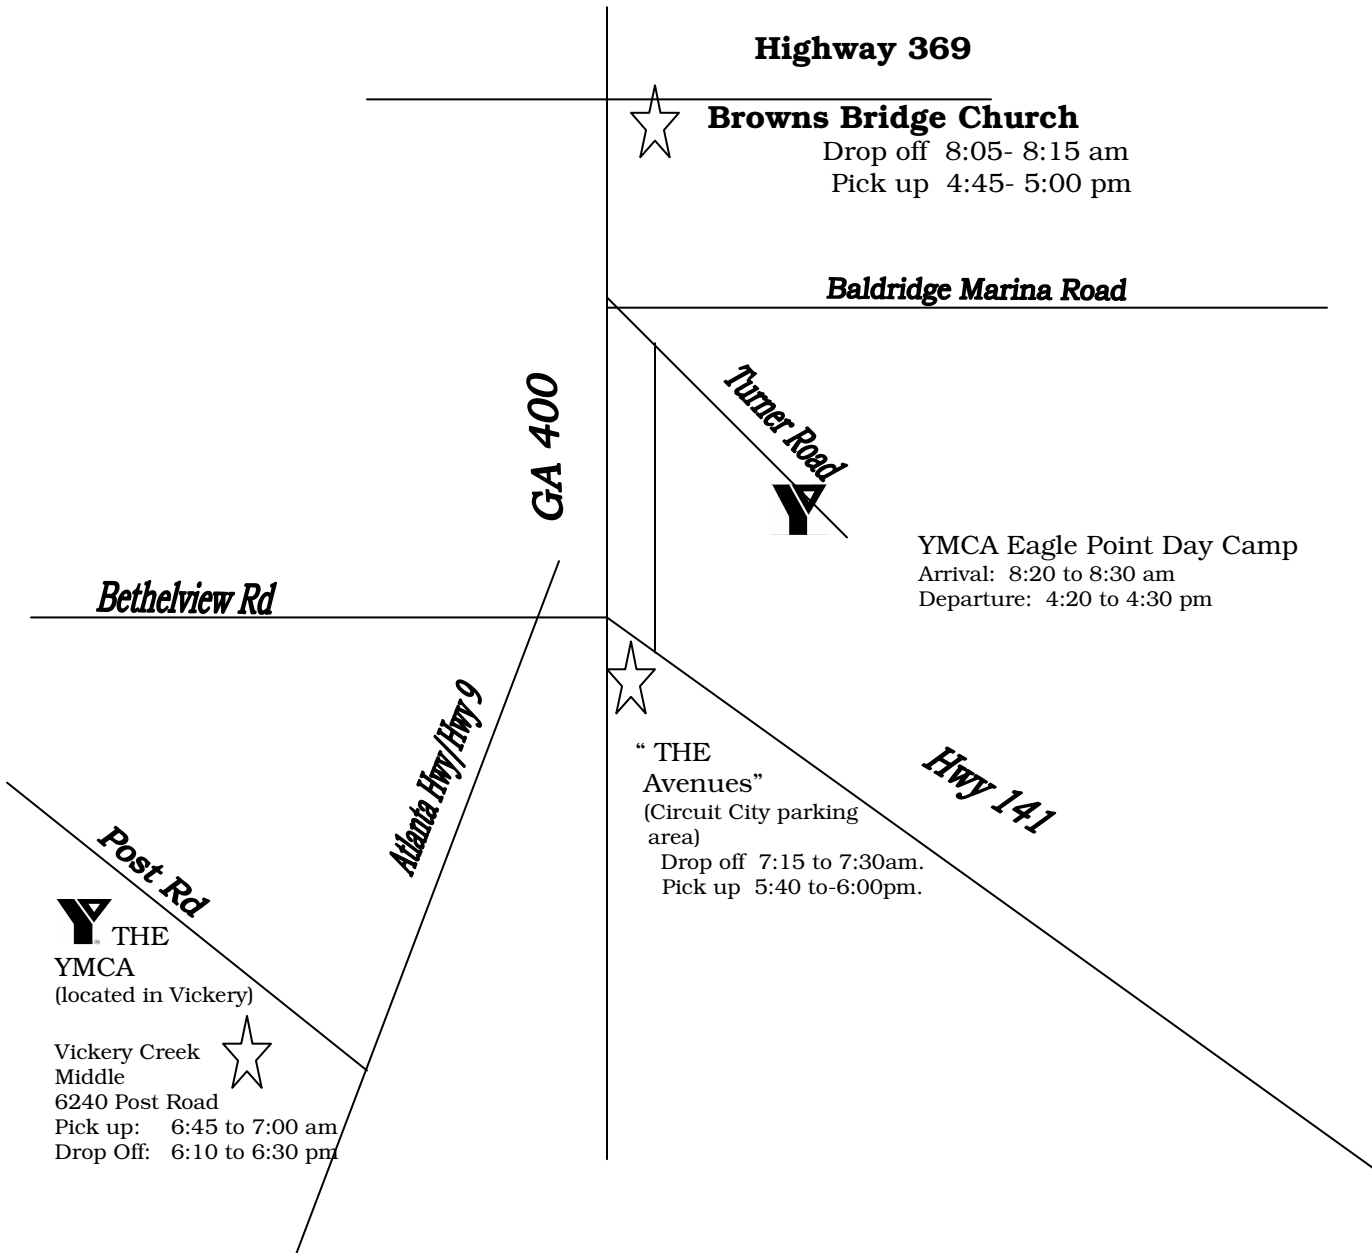 Highway 369
Browns Bridge Church
Drop off 8:05- 8:15 am
Pick up 4:45- 5:00 pm
Baldridge Marina Road
Turner Road
GA 400
YMCA Eagle Point Day Camp
Arrival: 8:20 to 8:30 am
Departure: 4:20 to 4:30 pm
Bethelview Rd
Atlanta Hwy/Hwy 9
“ THE
Avenues”
(Circuit City parking
area)
Drop off 7:15 to 7:30am.
Pick up 5:40 to-6:00pm.
Hwy 141
Post Rd
Y THE
YMCA
(located in Vickery)
Vickery Creek
Middle
6240 Post Road
Pick up: 6:45 to 7:00 am
Drop Off: 6:10 to 6:30 pm